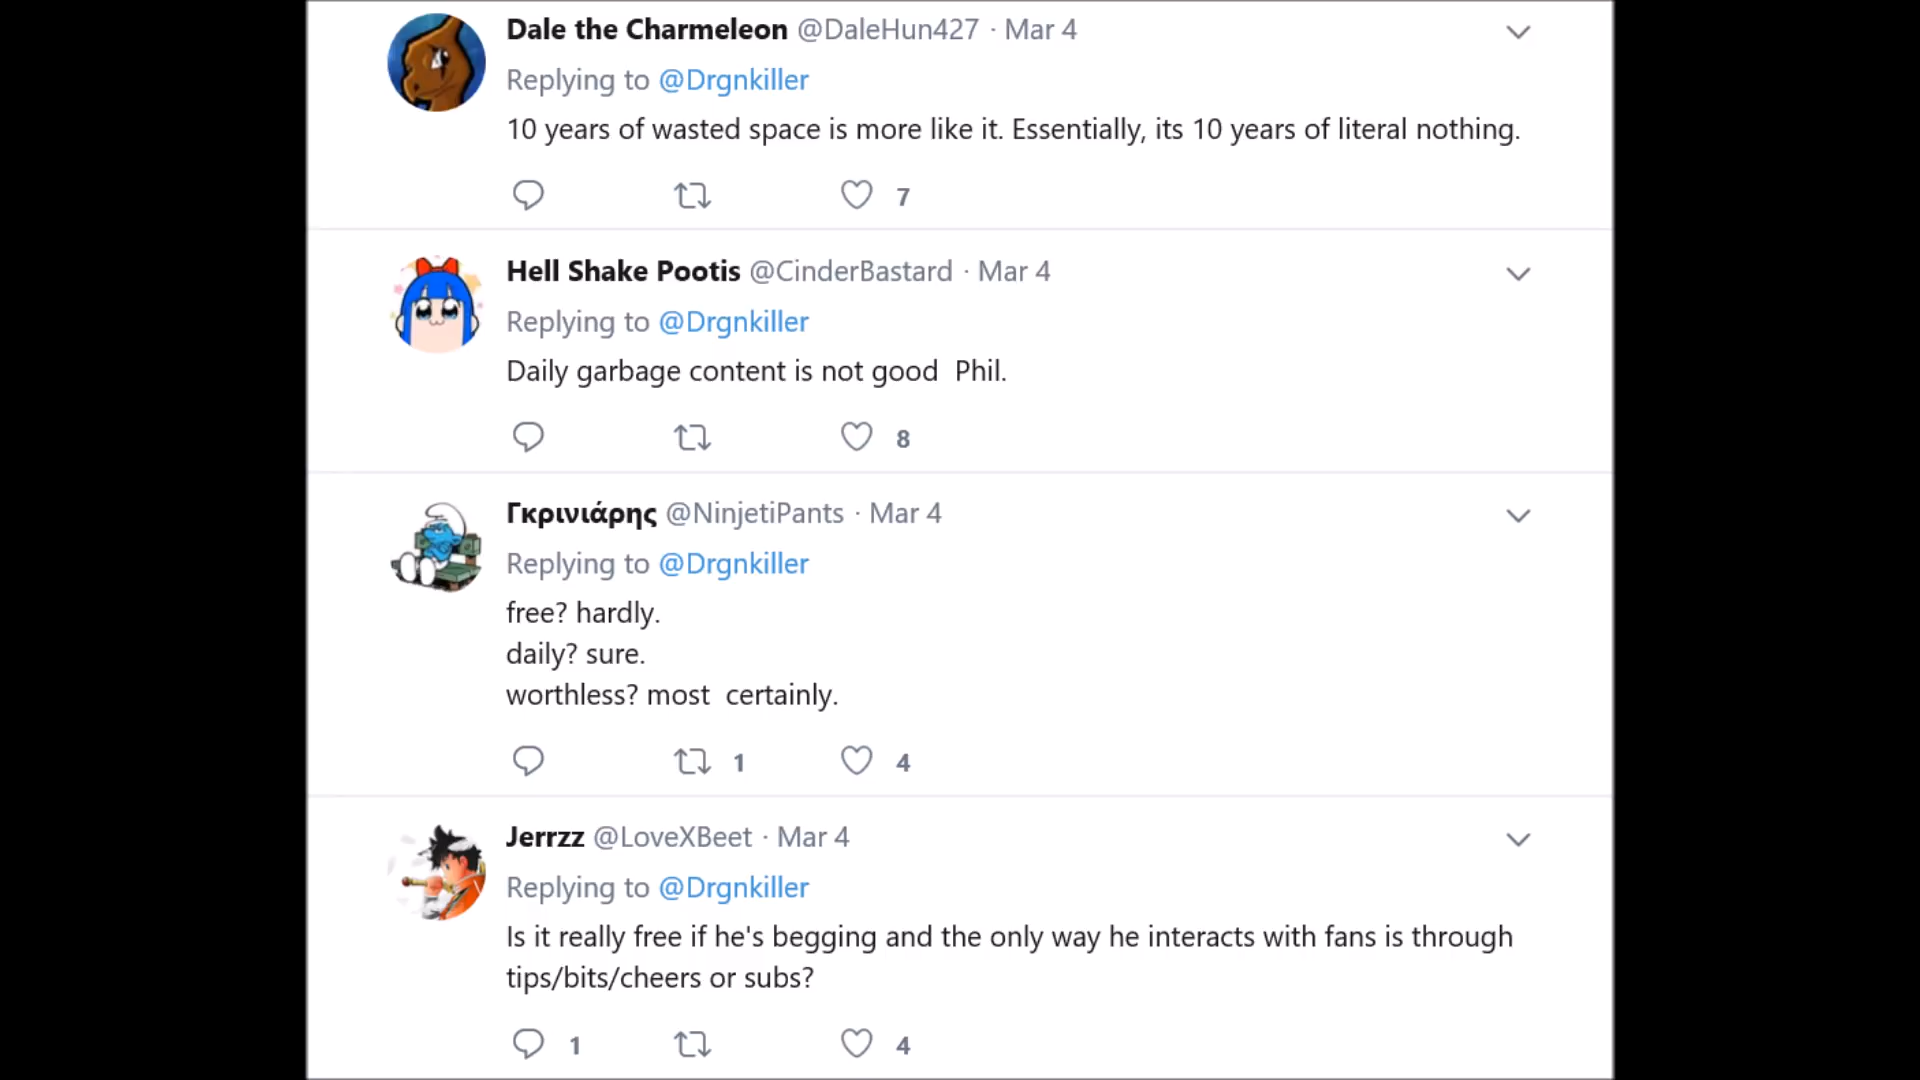 Dale the Charmeleon @DaleHun427 · Mar 4
Replying to @Drgnkiller
10 years of wasted space is more like it. Essentially, its 10 years of literal nothing.
7
Hell Shake Pootis @CinderBastard · Mar 4
Replying to @Drgnkiller
Daily garbage content is not good  Phil.
8
Γκρινιάρης @NinjetiPants · Mar 4
Replying to @Drgnkiller
free? hardly.
daily? sure.
worthless? most  certainly.
1 4
Jerrzz @LoveXBeet · Mar 4
Replying to @Drgnkiller
Is it really free if he's begging and the only way he interacts with fans is through
tips/bits/cheers or subs?
1 4